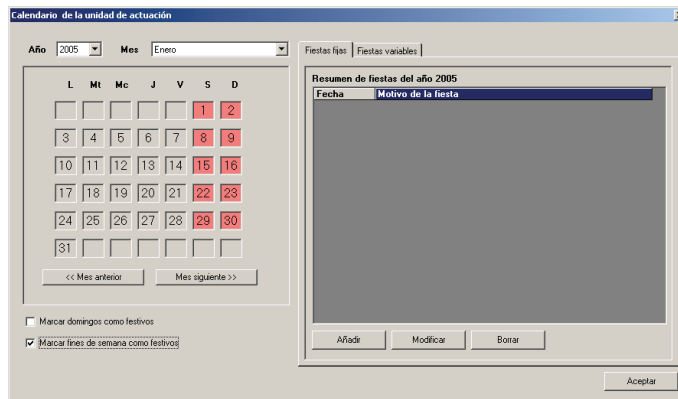 Calendario de la unidad de actuación
Año 2005 Mes Enero
L Mt Mc J V S D
1 2
3 4 5 6 7 8 9
10 11 12 13 14 15 16
17 18 19 20 21 22 23
24 25 26 27 28 29 30
31
<< Mes anterior Mes siguiente >>
Marcar domingos como festivos
Marcar fines de semana como festivos
Fiestas fijas Fiestas variables
Resumen de fiestas del año 2005
Fecha Motivo de la fiesta
Añadir Modificar Borrar
Aceptar